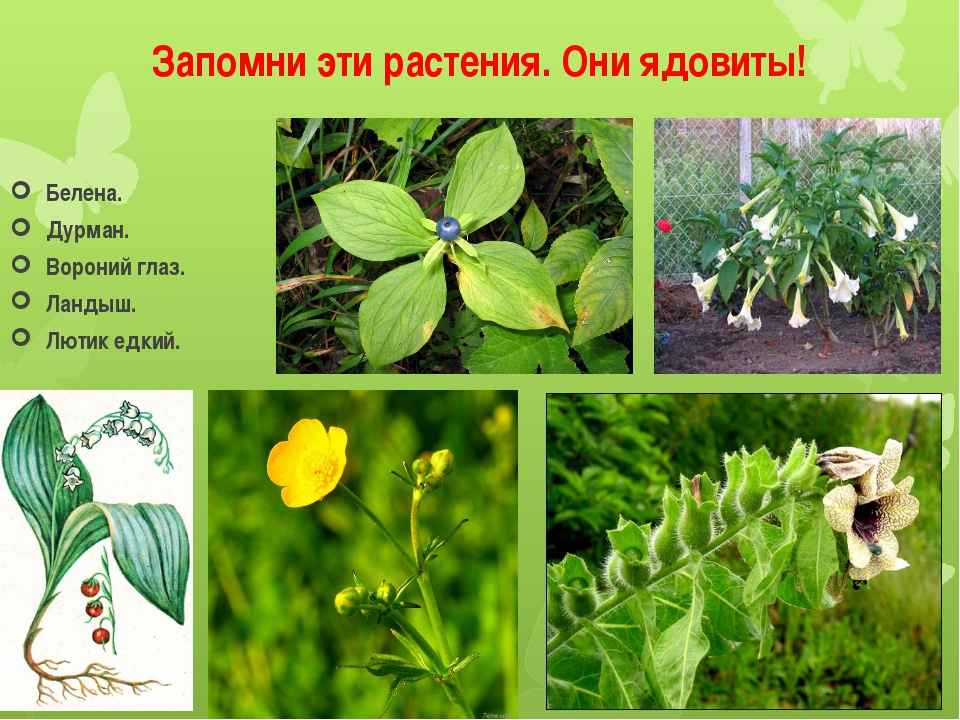 Запомни эти растения. Они ядовиты!
Белена.
Дурман.
Вороний глаз.
Ландыш.
Лютик едкий.